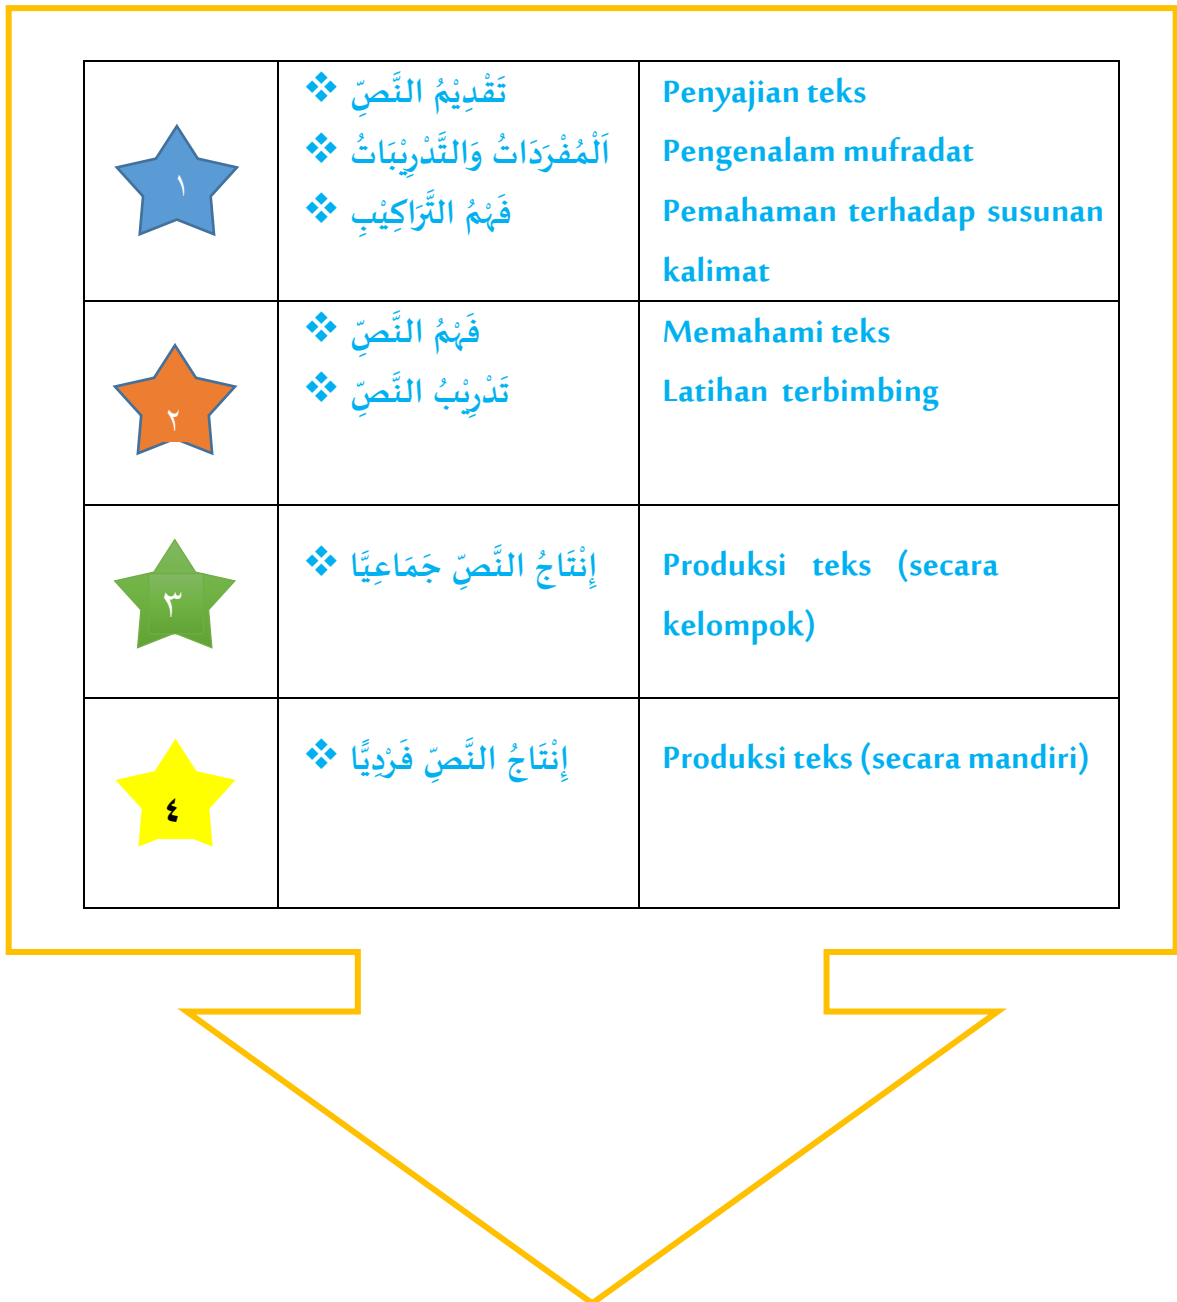 ١
❖ تَقْدِيْمُ النَّصِّ
❖ اَلْمُفْرَدَاتُ وَالتَّدْرِيْبَاتُ
❖ فَهْمُ التَّرَاكِيْبِ
Penyajian teks
Pengenalam mufradat
Pemahaman terhadap susunan
kalimat
٢
❖ فَهْمُ النَّصِّ
❖ تَدْرِيْبُ النَّصِّ
Memahami teks
Latihan terbimbing
٣
❖ إِنْتَاجُ النَّصِّ جَمَاعِيًّا
Produksi teks (secara
kelompok)
٤
❖ إِنْتَاجُ النَّصِّ فَرْدِيًّا
Produksi teks (secara mandiri)